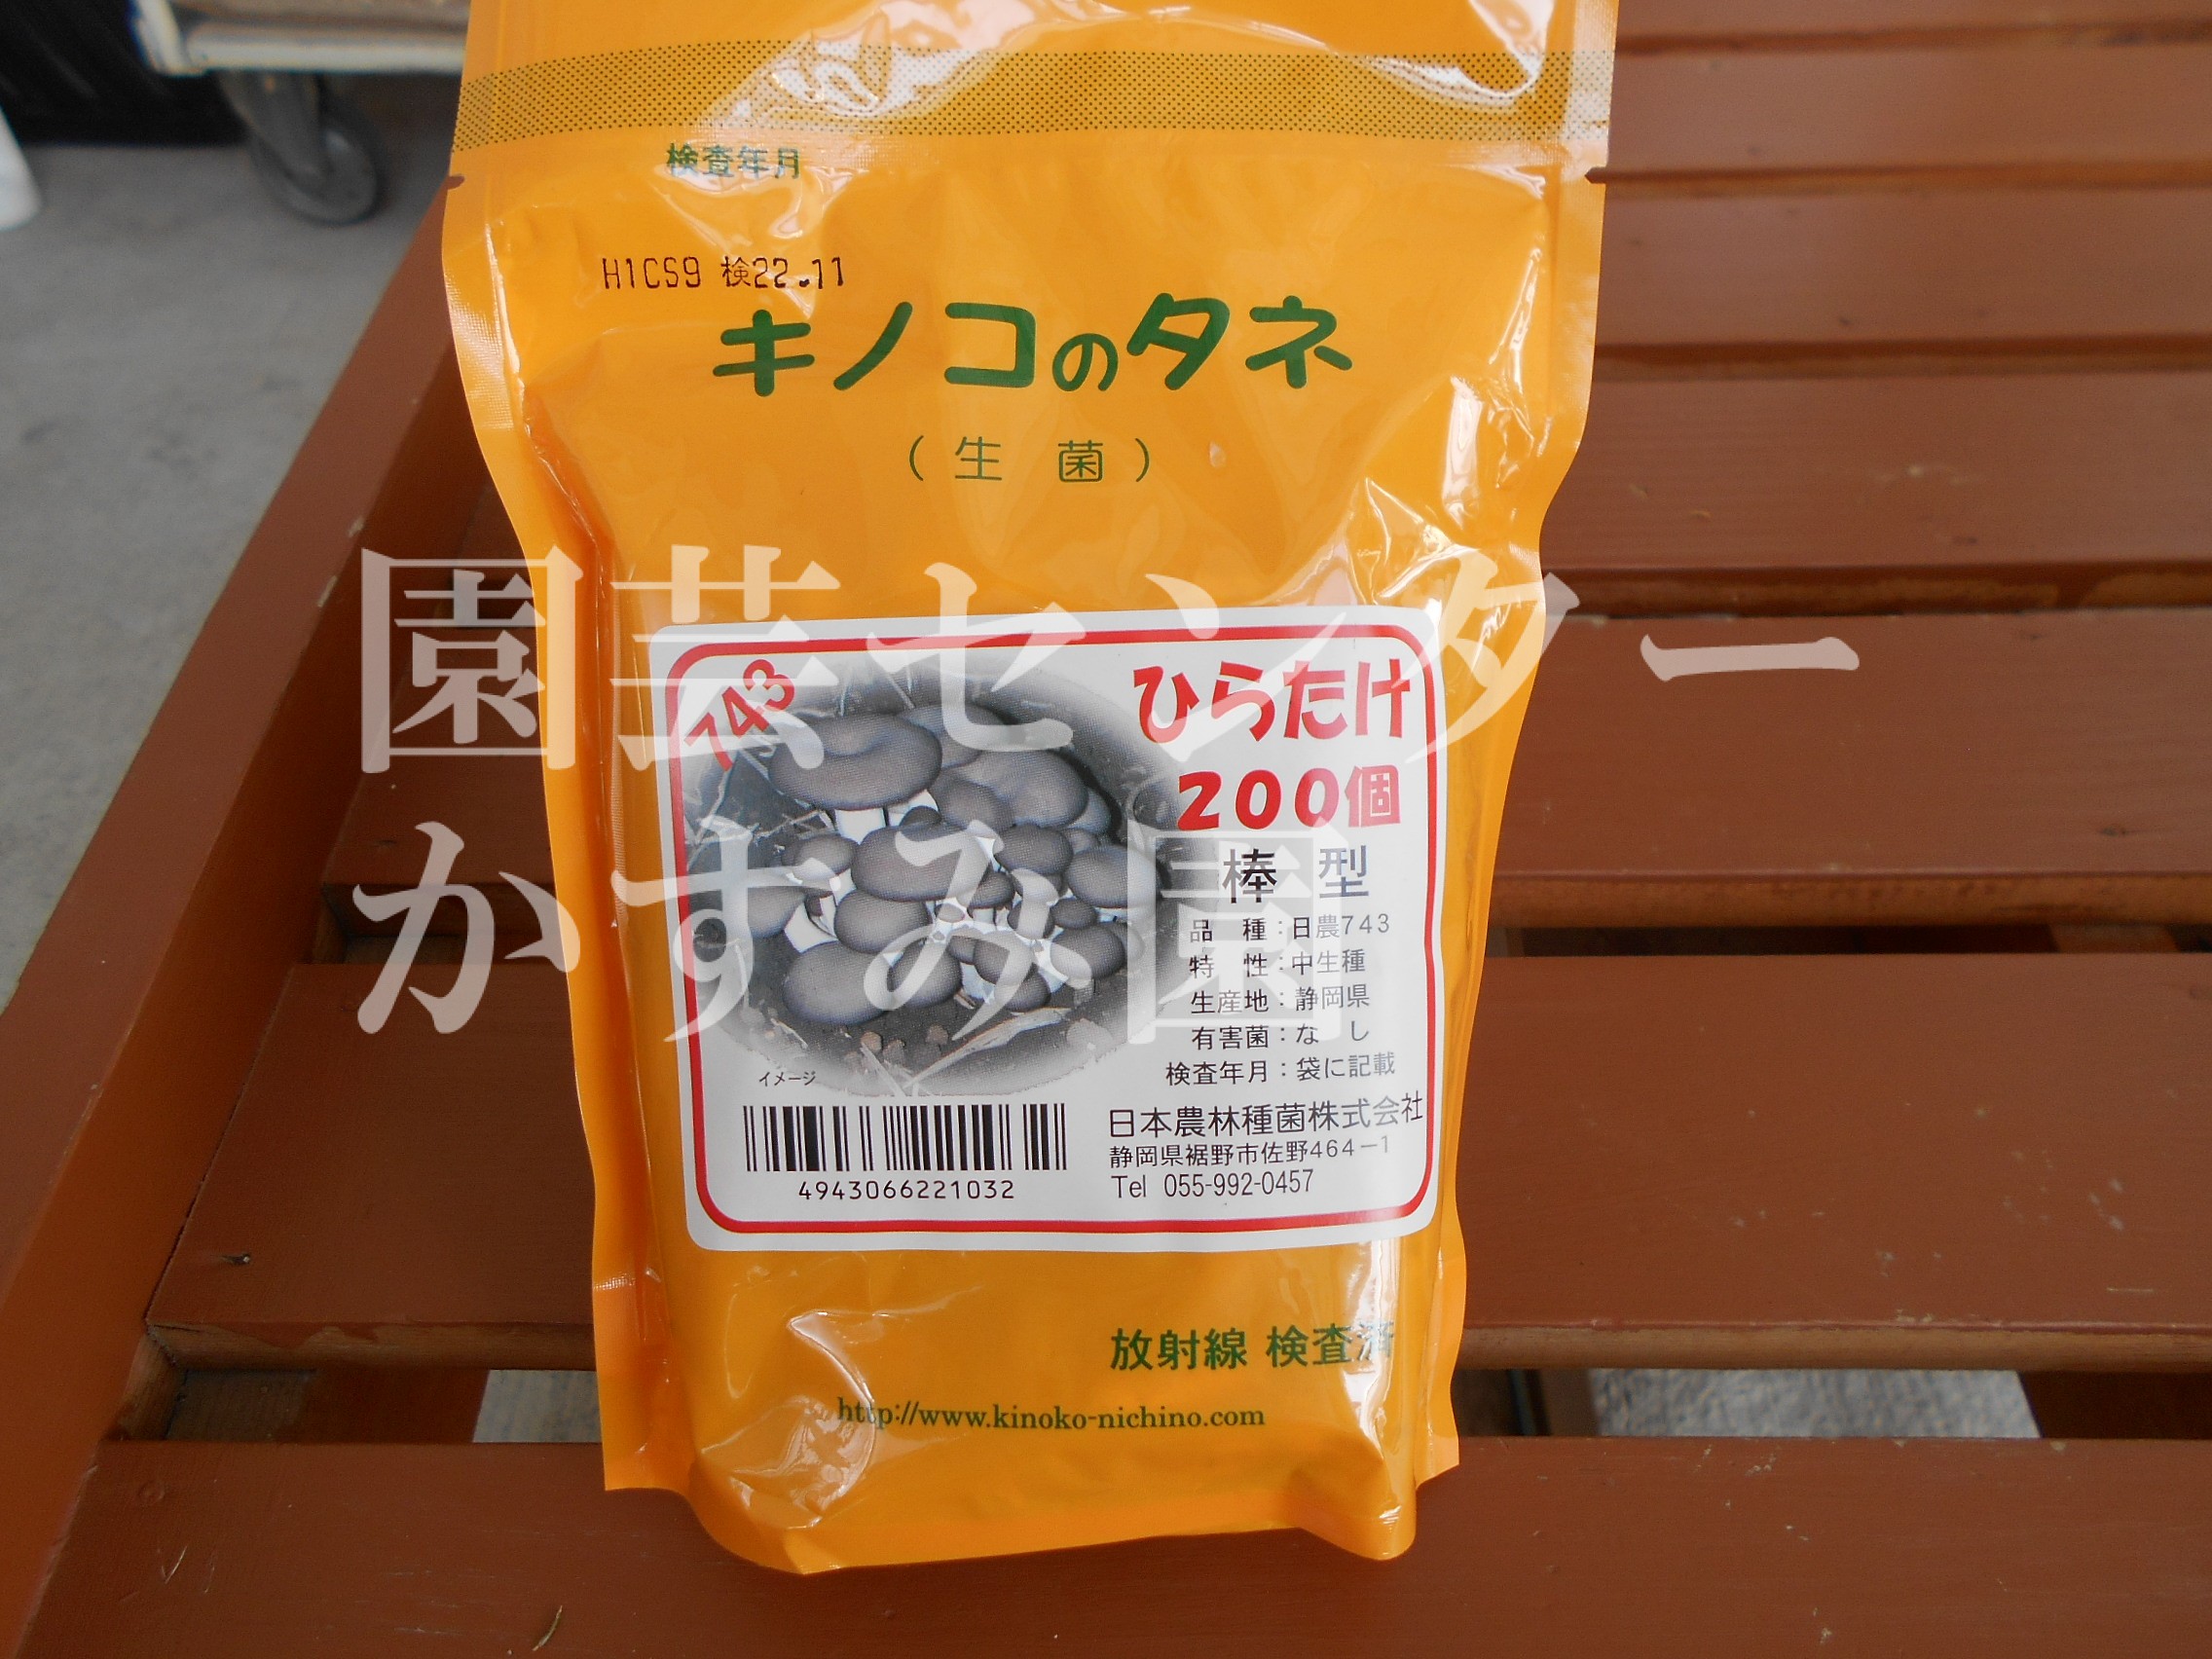 検査年月
H1CS9 検22.11
キノコのタネ
(生 菌)
園芸センター
かすみ園
743
ひらたけ
200個
棒 型
品 種:日農743
特 性:中生種
生産地:静岡県
有害菌:な し
検査年月:袋に記載
イメージ
日本農林種菌株式会社
静岡県裾野市佐野464-1
Tel 055-992-0457
4943066221032
放射線 検査済
http://www.kinoko-nichino.com